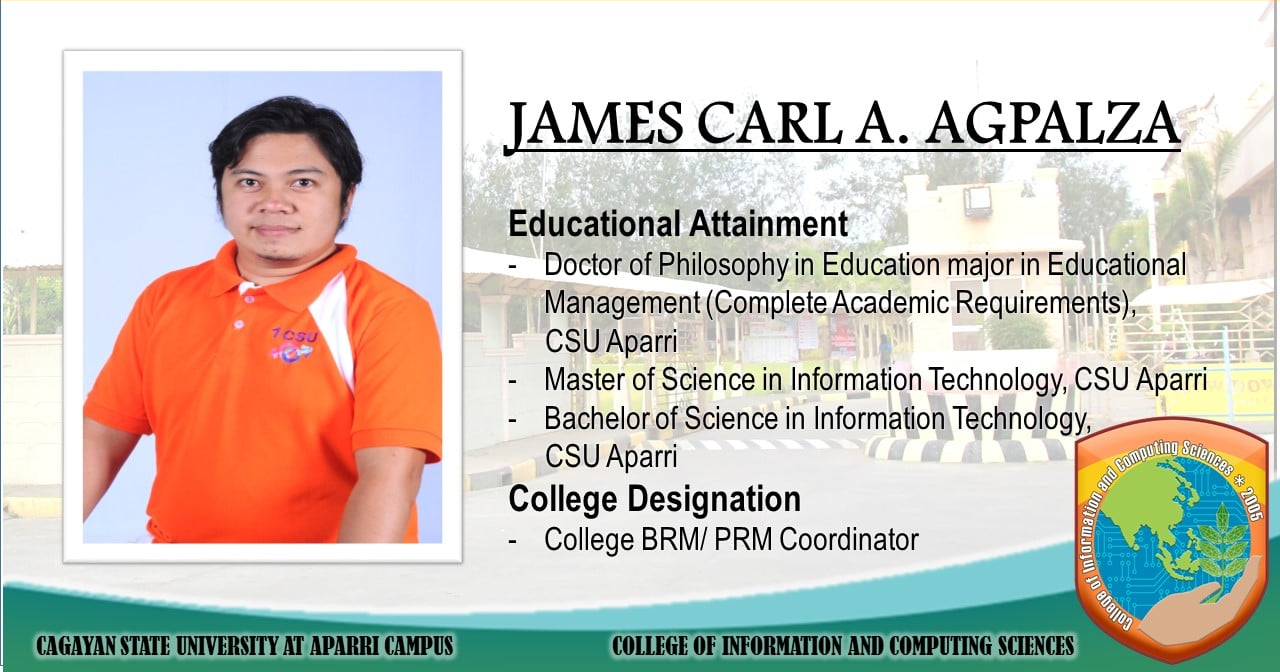 JAMES CARL A. AGPALZA
Educational Attainment
- Doctor of Philosophy in Education major in Educational
Management (Complete Academic Requirements),
CSU Aparri
- Master of Science in Information Technology, CSU Aparri
- Bachelor of Science in Information Technology,
CSU Aparri
College Designation
- College BRM/ PRM Coordinator
1 CSU
College of Information and Computing Sciences * 2005
CAGAYAN STATE UNIVERSITY AT APARRI CAMPUS
COLLEGE OF INFORMATION AND COMPUTING SCIENCES